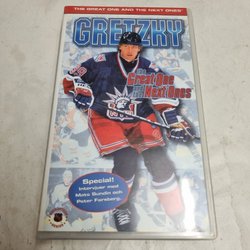 THE GREAT ONE AND THE NEXT ONES
GRETZKY
The
Great One
Next Ones
Special!
Intervjuer med
Mats Sundin och
Peter Forsberg.